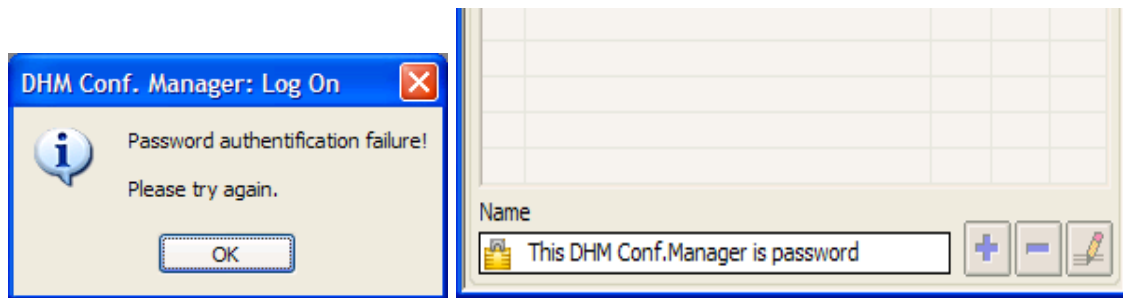 DHM Conf. Manager: Log On
Password authentification failure!
Please try again.
OK
Name
This DHM Conf.Manager is password